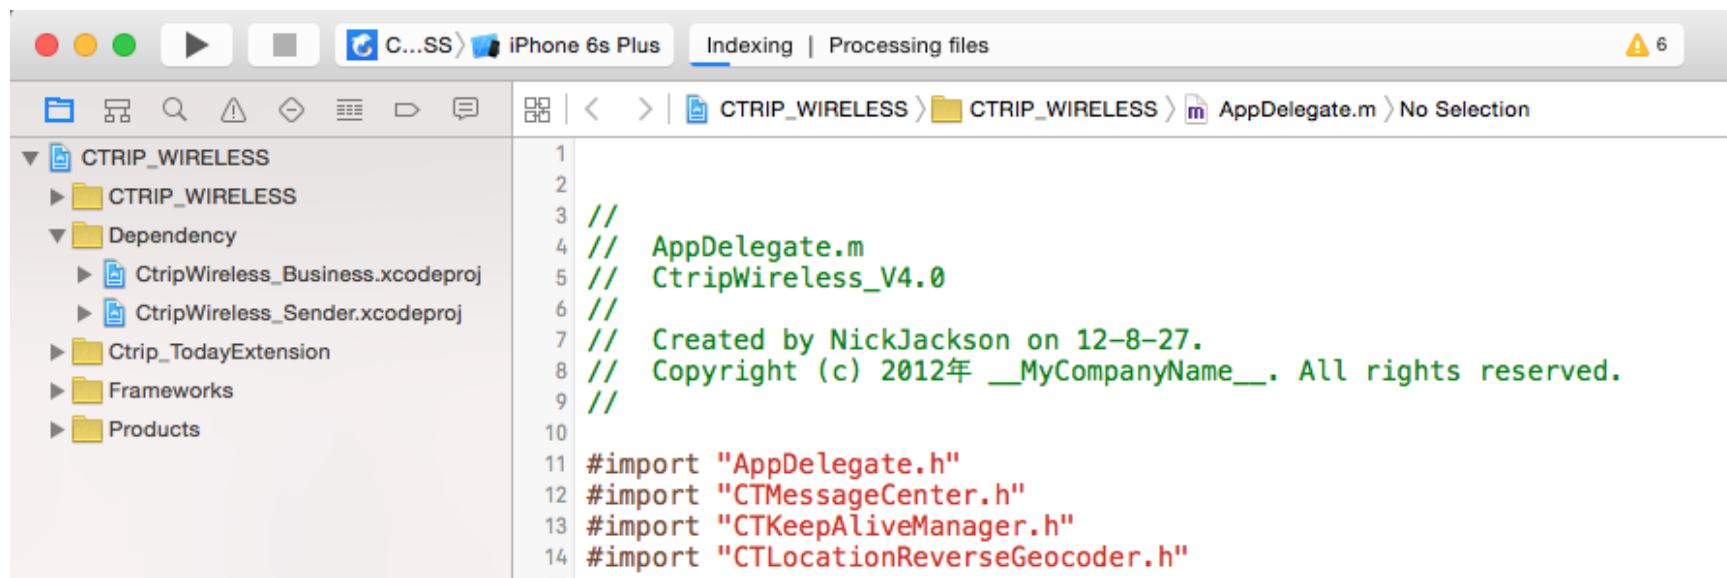 C...SS〉 iPhone 6s Plus
Indexing | Processing files
6
CTRIP_WIRELESS 〉 CTRIP_WIRELESS 〉 m AppDelegate.m 〉 No Selection
CTRIP_WIRELESS
CTRIP_WIRELESS
Dependency
CtripWireless_Business.xcodeproj
CtripWireless_Sender.xcodeproj
Ctrip_TodayExtension
Frameworks
Products
1
2
3 //
4 //  AppDelegate.m
5 //  CtripWireless_V4.0
6 //
7 //  Created by NickJackson on 12-8-27.
8 //  Copyright (c) 2012年 __MyCompanyName__. All rights reserved.
9 //
10
11 #import "AppDelegate.h"
12 #import "CTMessageCenter.h"
13 #import "CTKeepAliveManager.h"
14 #import "CTLocationReverseGeocoder.h"